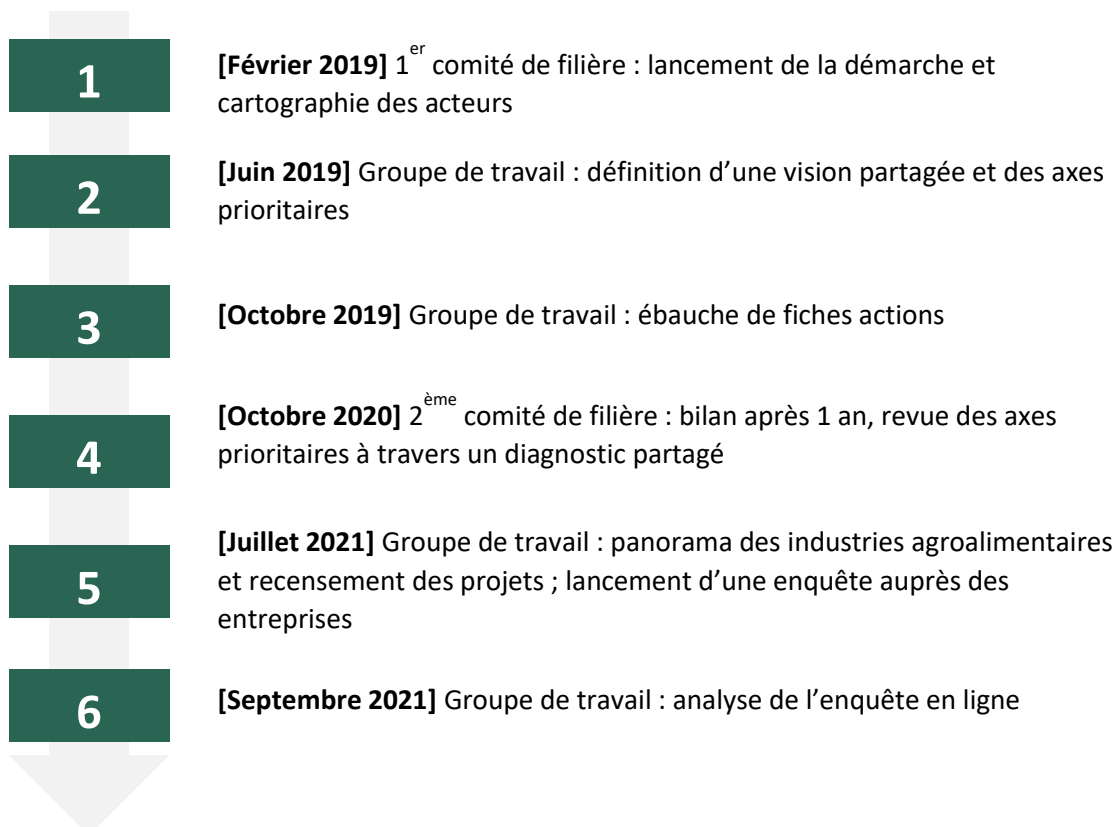 1
[Février 2019] 1er comité de filière : lancement de la démarche et
cartographie des acteurs
2
[Juin 2019] Groupe de travail : définition d’une vision partagée et des axes
prioritaires
3
[Octobre 2019] Groupe de travail : ébauche de fiches actions
4
[Octobre 2020] 2ème comité de filière : bilan après 1 an, revue des axes
prioritaires à travers un diagnostic partagé
5
[Juillet 2021] Groupe de travail : panorama des industries agroalimentaires
et recensement des projets ; lancement d’une enquête auprès des
entreprises
6
[Septembre 2021] Groupe de travail : analyse de l’enquête en ligne